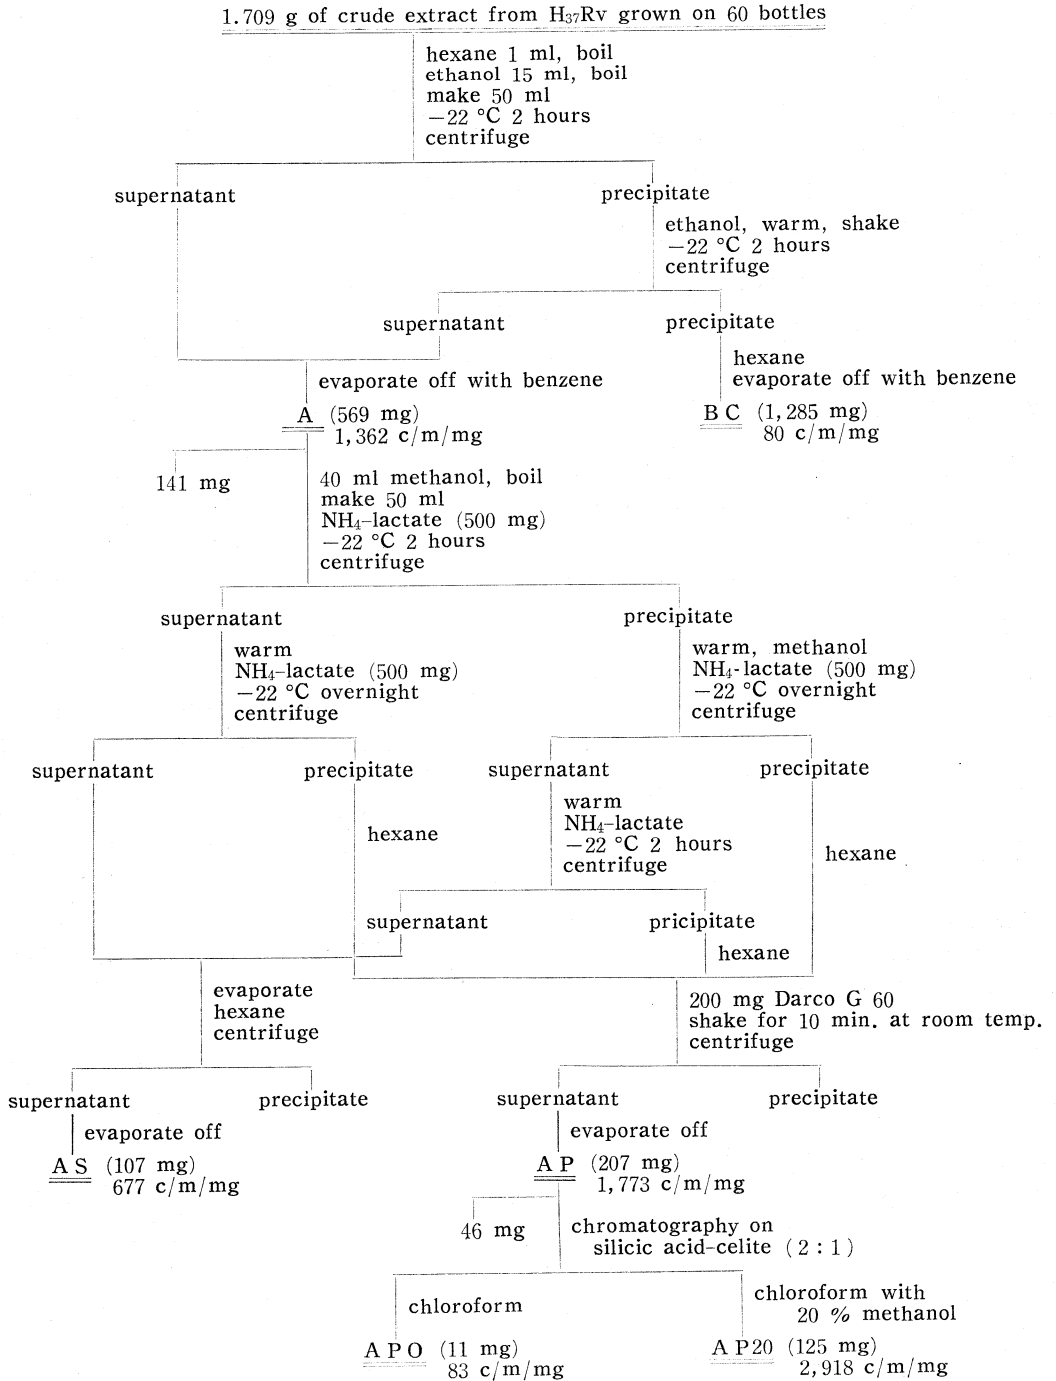 1.709 g of crude extract from H₃₇Rv grown on 60 bottles
hexane 1 ml, boil
ethanol 15 ml, boil
make 50 ml
−22 °C 2 hours
centrifuge
supernatant
precipitate
ethanol, warm, shake
−22 °C 2 hours
centrifuge
supernatant
precipitate
hexane
evaporate off with benzene
evaporate off with benzene
A (569 mg)
1,362 c/m/mg
B C (1,285 mg)
80 c/m/mg
141 mg
40 ml methanol, boil
make 50 ml
NH₄-lactate (500 mg)
−22 °C 2 hours
centrifuge
supernatant
precipitate
warm
NH₄-lactate (500 mg)
−22 °C overnight
centrifuge
warm, methanol
NH₄-lactate (500 mg)
−22 °C overnight
centrifuge
supernatant
precipitate
supernatant
precipitate
hexane
warm
NH₄-lactate
−22 °C 2 hours
centrifuge
hexane
supernatant
pricipitate
hexane
evaporate
hexane
centrifuge
200 mg Darco G 60
shake for 10 min. at room temp.
centrifuge
supernatant
precipitate
supernatant
precipitate
evaporate off
evaporate off
A S (107 mg)
677 c/m/mg
A P (207 mg)
1,773 c/m/mg
46 mg
chromatography on
silicic acid-celite (2 : 1)
chloroform
chloroform with
20 % methanol
A P O (11 mg)
83 c/m/mg
A P20 (125 mg)
2,918 c/m/mg